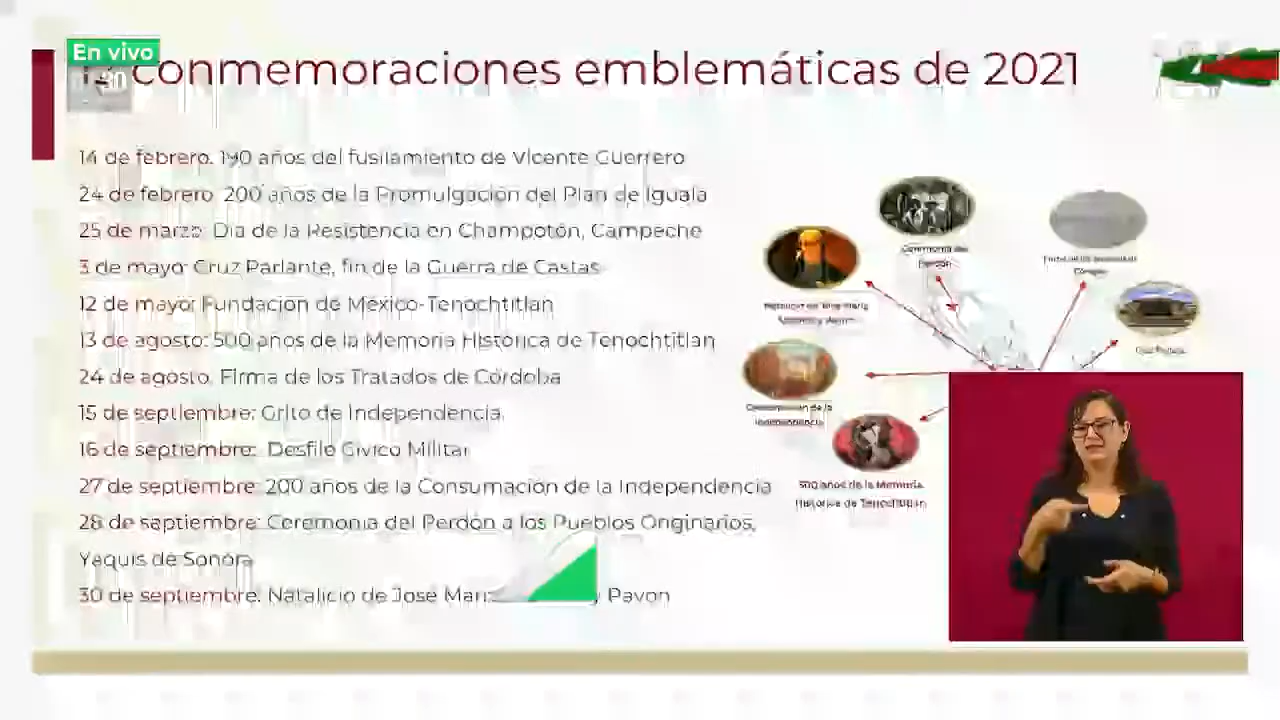 En vivo
conmemoraciones emblemáticas de 2021
14 de febrero. 190 años del fusilamiento de Vicente Guerrero
24 de febrero. 200 años de la Promulgación del Plan de Iguala
25 de marzo: Día de la Resistencia en Champotón, Campeche
3 de mayo: Cruz Parlante, fin de la Guerra de Castas
12 de mayo: Fundación de México-Tenochtitlan
13 de agosto: 500 años de la Memoria Histórica de Tenochtitlan
24 de agosto. Firma de los Tratados de Córdoba
15 de septiembre: Grito de Independencia.
16 de septiembre: Desfile Cívico Militar
27 de septiembre: 200 años de la Consumación de la Independencia
28 de septiembre: Ceremonia del Perdón a los Pueblos Originarios,
Yaquis de Sonora
30 de septiembre. Natalicio de José y Pavón
Ceremonia del
Perdón
Consumación de la
Independencia
500 años de la Memoria
Histórica de Tenochtitlan